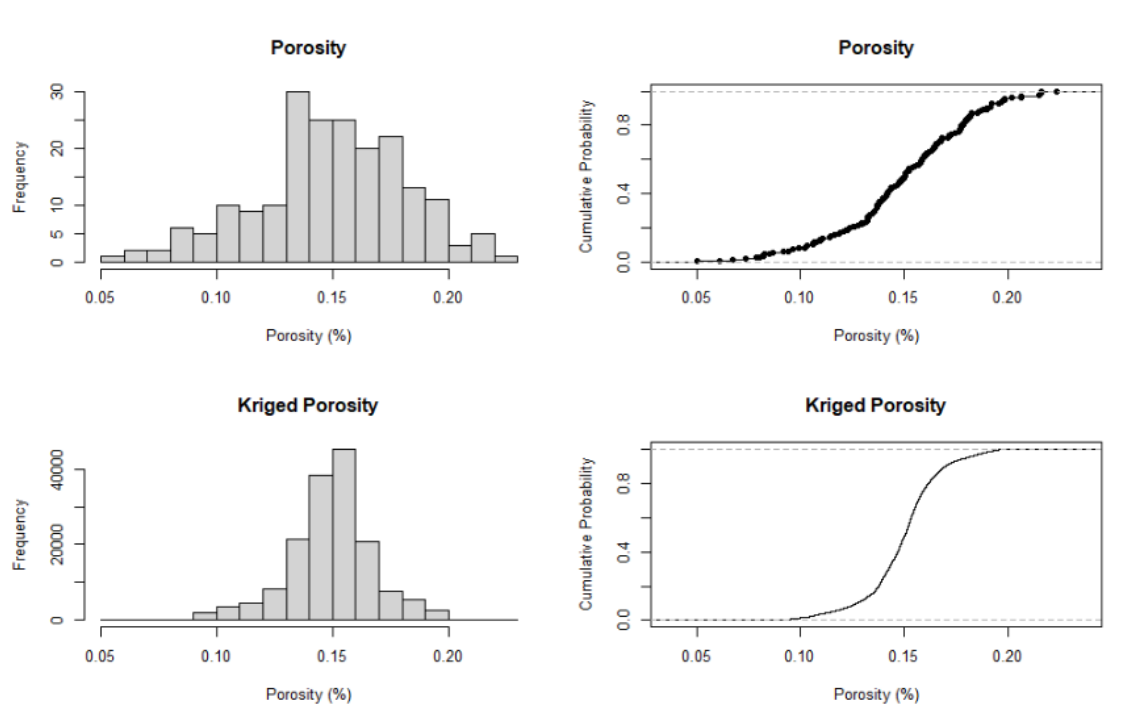 Porosity
Frequency
0 5 10 20 30
0.05 0.10 0.15 0.20
Porosity (%)
Porosity
Cumulative Probability
0.0 0.4 0.8
0.05 0.10 0.15 0.20
Porosity (%)
Kriged Porosity
Frequency
0 20000 40000
0.05 0.10 0.15 0.20
Porosity (%)
Kriged Porosity
Cumulative Probability
0.0 0.4 0.8
0.05 0.10 0.15 0.20
Porosity (%)